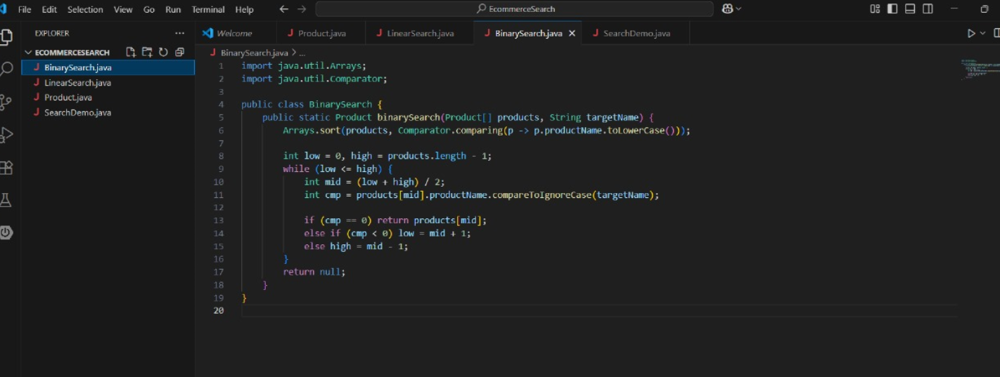 File Edit Selection View Go Run Terminal Help EcommerceSearch
EXPLORER
ECOMMERCESEARCH
BinarySearch.java
LinearSearch.java
Product.java
SearchDemo.java
Welcome Product.java LinearSearch.java BinarySearch.java SearchDemo.java
BinarySearch.java > ...
1 import java.util.Arrays;
2 import java.util.Comparator;
3
4 public class BinarySearch {
5 public static Product binarySearch(Product[] products, String targetName) {
6 Arrays.sort(products, Comparator.comparing(p -> p.productName.toLowerCase()));
7
8 int low = 0, high = products.length - 1;
9 while (low <= high) {
10 int mid = (low + high) / 2;
11 int cmp = products[mid].productName.compareToIgnoreCase(targetName);
12
13 if (cmp == 0) return products[mid];
14 else if (cmp < 0) low = mid + 1;
15 else high = mid - 1;
16 }
17 return null;
18 }
19 }
20